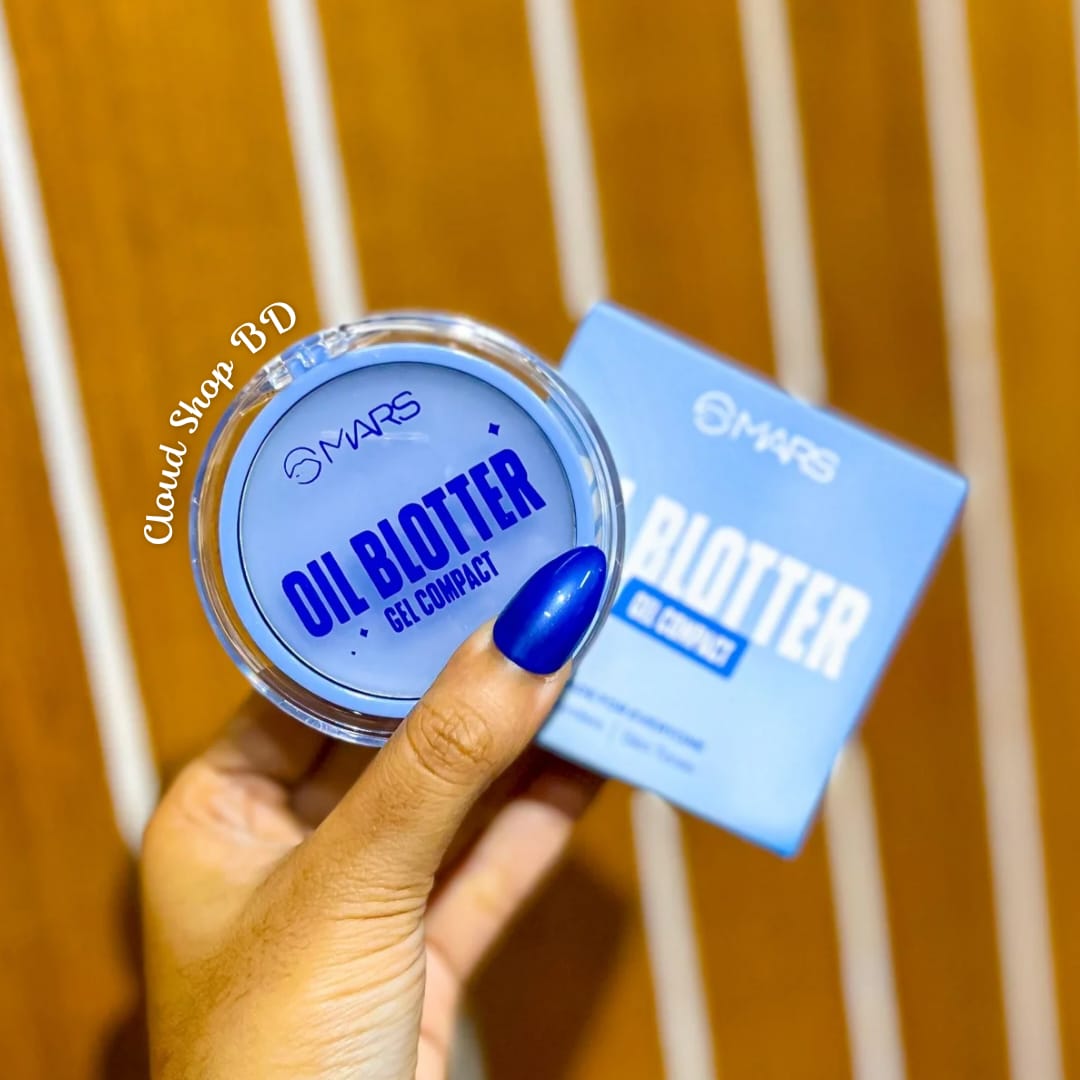 Cloud Shop BD
MARS
OIL BLOTTER
GEL COMPACT
MARS
BLOTTER
GEL COMPACT